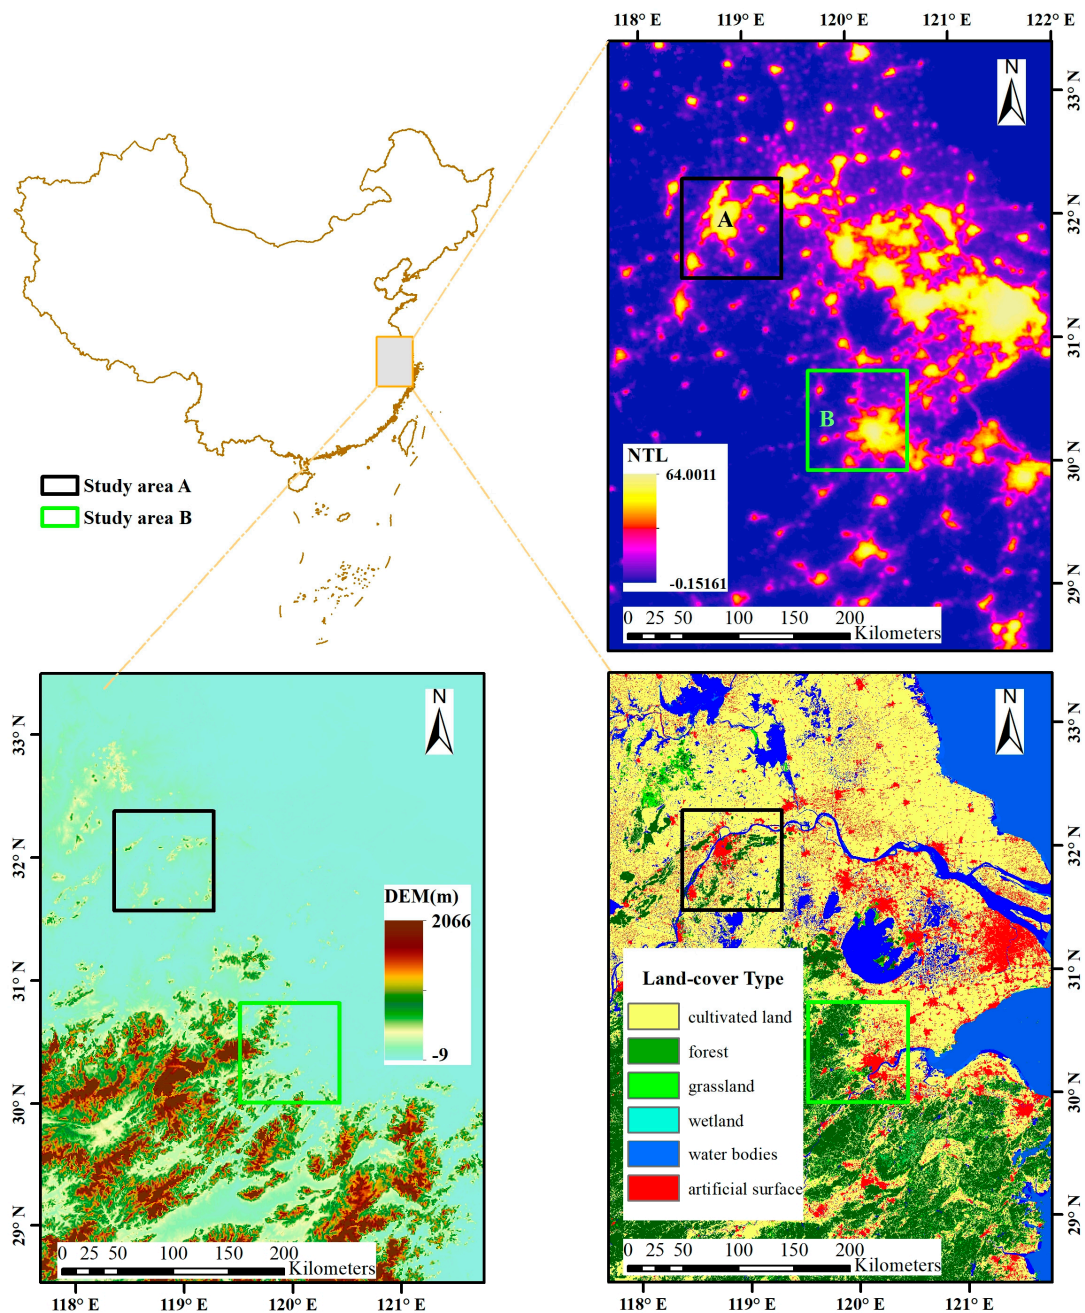 118° E 119° E 120° E 121° E 122° E
N
33° N
32° N
31° N
30° N
29° N
A
B
NTL
64.0011
-0.15161
0 25 50 100 150 200
Kilometers
Study area A
Study area B
N
33° N
32° N
31° N
30° N
29° N
DEM(m)
2066
-9
0 25 50 100 150 200
Kilometers
118° E 119° E 120° E 121° E
N
33° N
32° N
31° N
30° N
29° N
Land-cover Type
cultivated land
forest
grassland
wetland
water bodies
artificial surface
0 25 50 100 150 200
Kilometers
118° E 119° E 120° E 121° E